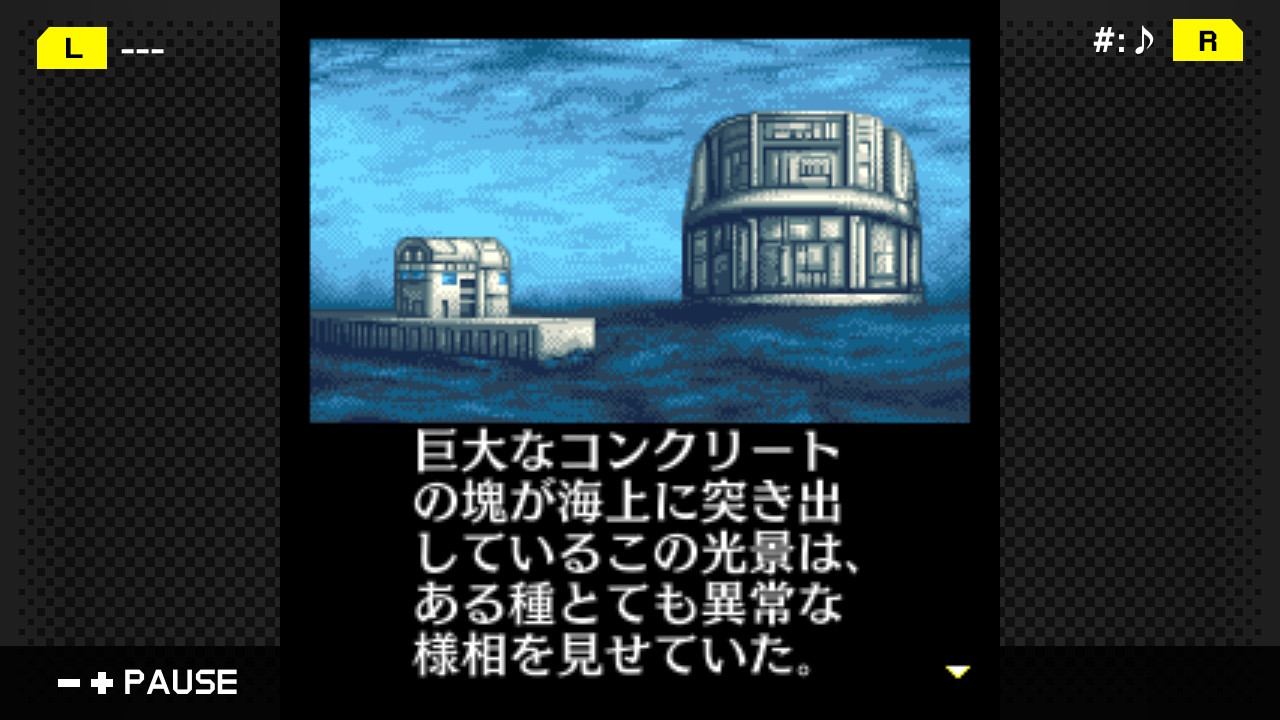 L ---
#:♪ R
巨大なコンクリート
の塊が海上に突き出
しているこの光景は、
ある種とても異常な
様相を見せていた。
- + PAUSE